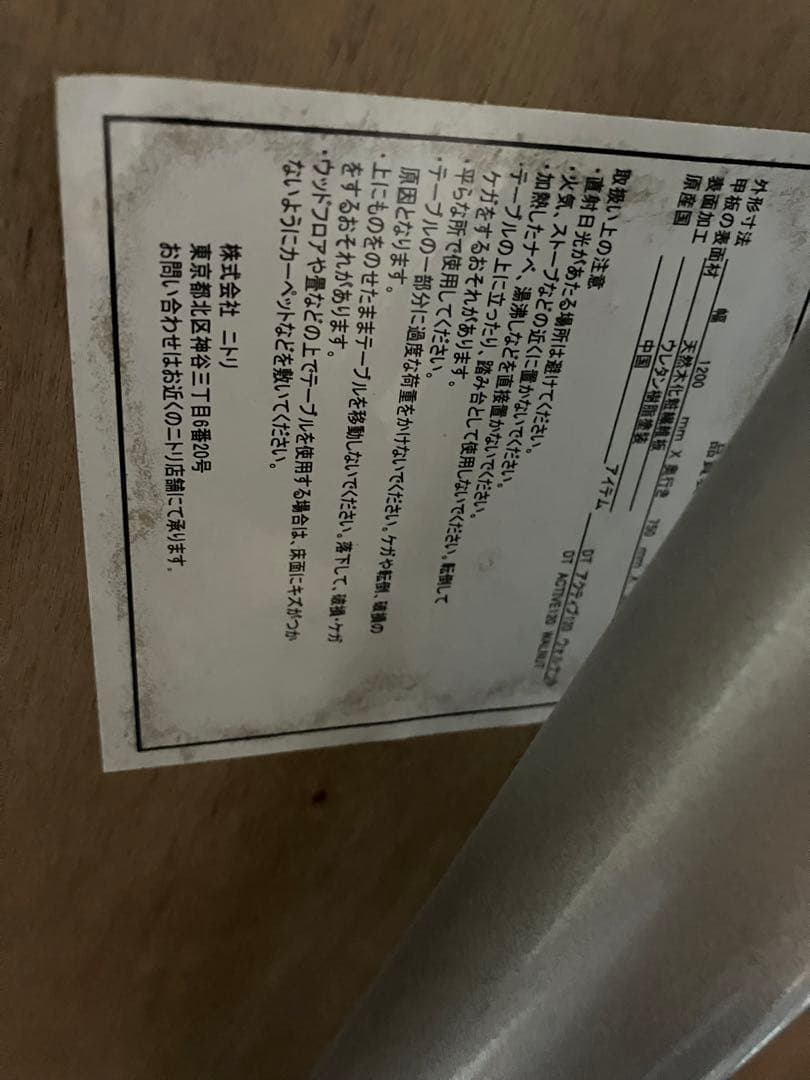 品質
外形寸法 幅 1200 mm X 奥行き 750 mm X
甲板の表面材 天然木化粧繊維板
表面加工 ウレタン樹脂塗装
原産国 中国
取扱い上の注意
・直射日光があたる場所は避けてください。
・火気、ストーブなどの近くに置かないでください。
・加熱したナベ、湯沸しなどを直接置かないでください。
・テーブルの上に立ったり、踏み台として使用しないでください。転倒して
ケガをするおそれがあります。
・平らな所で使用してください。
・テーブルの一部分に過度な荷重をかけないでください。ケガや転倒、破損の
原因となります。
・上にものをのせたままテーブルを移動しないでください。落下して、破損・ケガ
をするおそれがあります。
・ウッドフロアや畳などの上でテーブルを使用する場合は、床面にキズがつか
ないようにカーペットなどを敷いてください。
アイテム DT アクティブ120 ウォルナット
DT ACTIVE120 WALNUT
株式会社 ニトリ
東京都北区神谷三丁目6番20号
お問い合わせはお近くのニトリ店舗にて承ります。